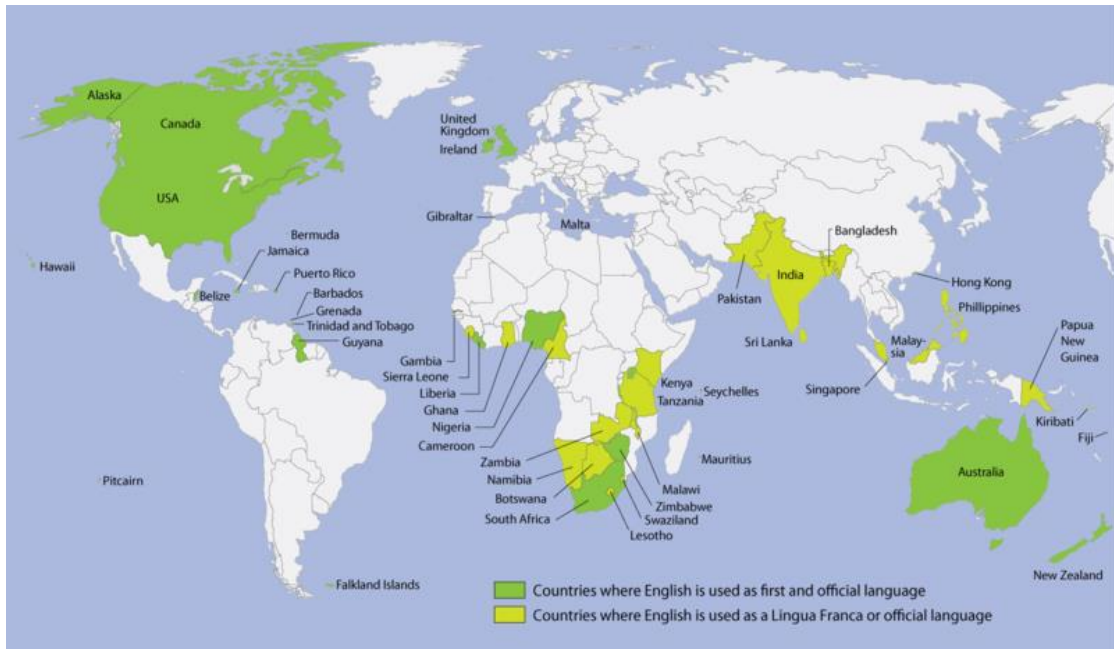 Alaska
Canada
USA
Hawaii
Bermuda
Jamaica
Puerto Rico
Belize
Barbados
Grenada
Trinidad and Tobago
Guyana
Pitcairn
Falkland Islands
United
Kingdom
Ireland
Gibraltar
Malta
Gambia
Sierra Leone
Liberia
Ghana
Nigeria
Cameroon
Zambia
Namibia
Botswana
South Africa
Kenya
Tanzania
Seychelles
Mauritius
Malawi
Zimbabwe
Swaziland
Lesotho
Bangladesh
India
Pakistan
Sri Lanka
Hong Kong
Phillippines
Malay-
sia
Singapore
Papua
New
Guinea
Kiribati
Fiji
Australia
New Zealand
Countries where English is used as first and official language
Countries where English is used as a Lingua Franca or official language